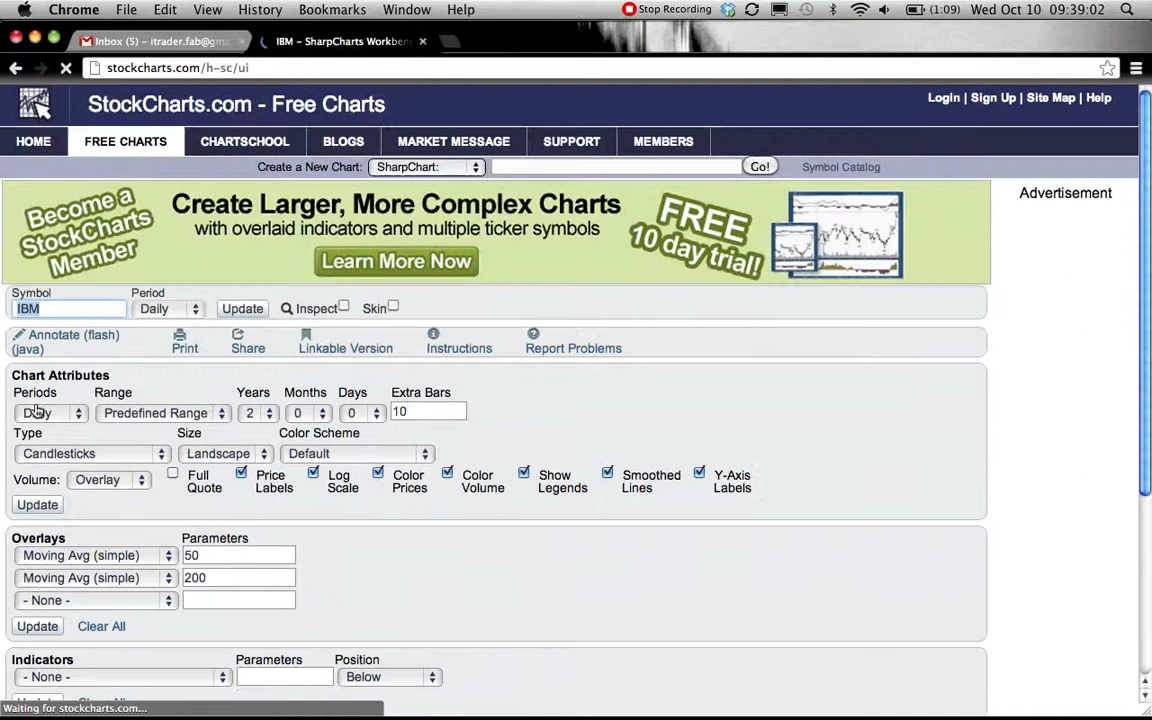 Chrome File Edit View History Bookmarks Window Help Stop Recording (1:09) Wed Oct 10 09:39:02
Inbox (5) – itrader.fab@gma IBM – SharpCharts Workben
stockcharts.com/h-sc/ui
StockCharts.com - Free Charts
Login | Sign Up | Site Map | Help
HOME FREE CHARTS CHARTSCHOOL BLOGS MARKET MESSAGE SUPPORT MEMBERS
Create a New Chart: SharpChart: Go! Symbol Catalog
Become a StockCharts Member
Create Larger, More Complex Charts
with overlaid indicators and multiple ticker symbols
Learn More Now
FREE
10 day trial!
Advertisement
Symbol Period
IBM Daily Update Inspect Skin
Annotate (flash)
(java) Print Share Linkable Version Instructions Report Problems
Chart Attributes
Periods Range Years Months Days Extra Bars
Daily Predefined Range 2 0 0 10
Type Size Color Scheme
Candlesticks Landscape Default
Volume: Overlay Full Quote Price Labels Log Scale Color Prices Color Volume Show Legends Smoothed Lines Y-Axis Labels
Update
Overlays Parameters
Moving Avg (simple) 50
Moving Avg (simple) 200
- None -
Update Clear All
Indicators Parameters Position
- None - Below
Waiting for stockcharts.com...